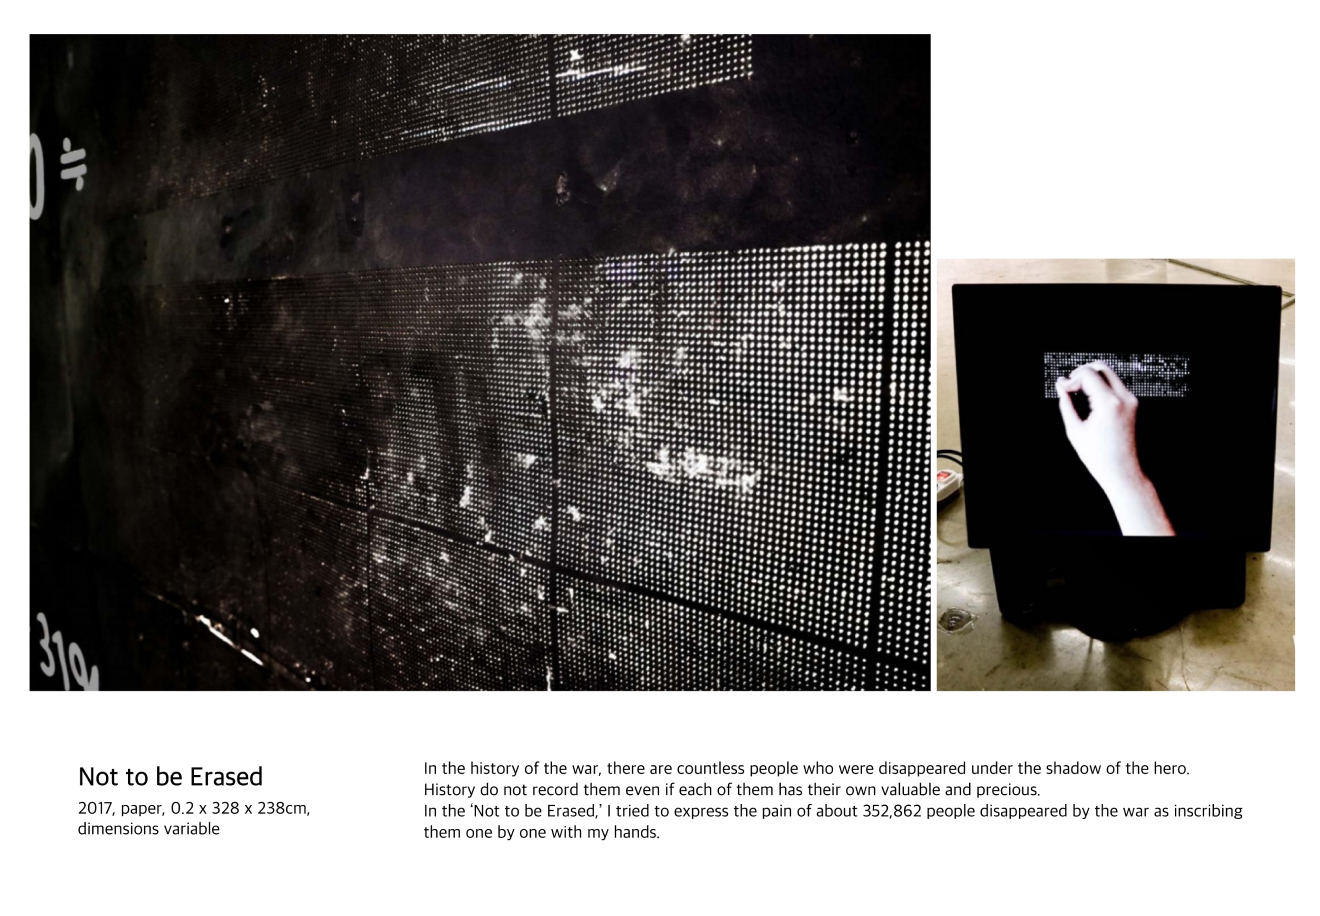 Not to be Erased
2017, paper, 0.2 x 328 x 238cm,
dimensions variable
In the history of the war, there are countless people who were disappeared under the shadow of the hero.
History do not record them even if each of them has their own valuable and precious.
In the ‘Not to be Erased,’ I tried to express the pain of about 352,862 people disappeared by the war as inscribing
them one by one with my hands.